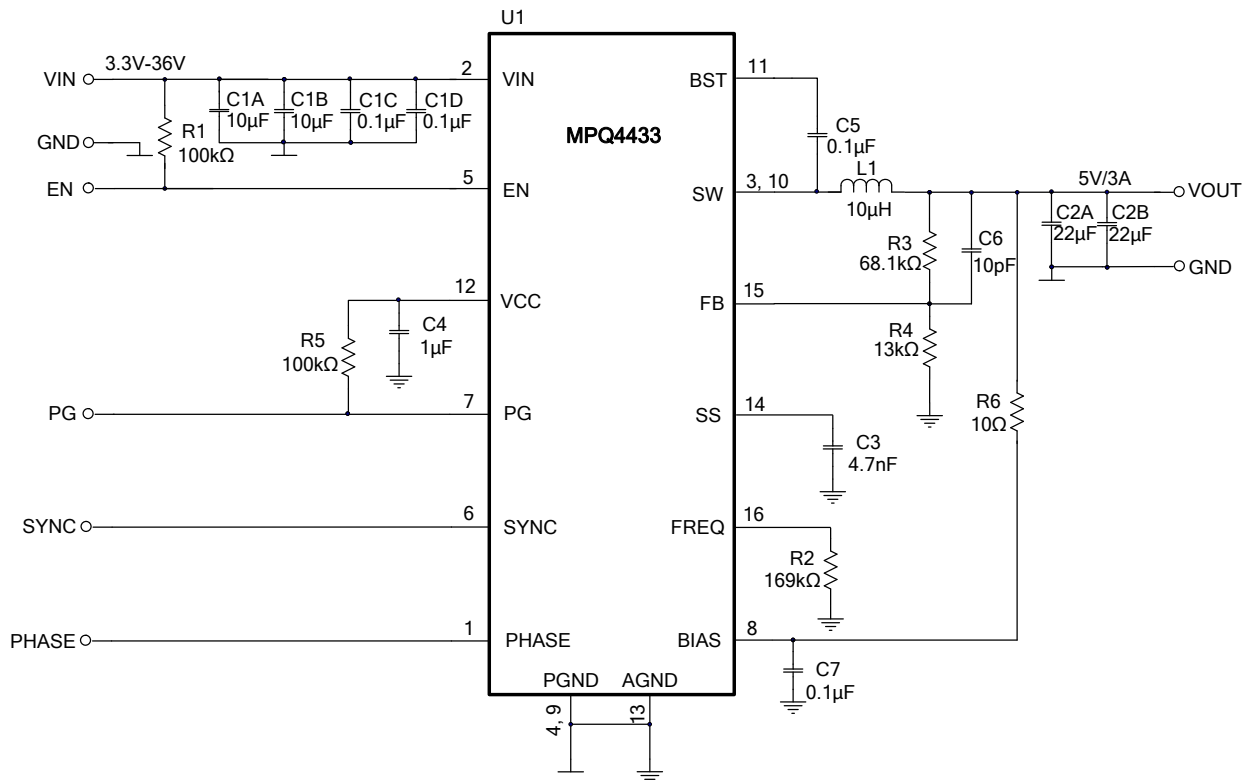 U1
VIN
3.3V-36V
2
VIN
BST
11
C1A
10µF
C1B
10µF
C1C
0.1µF
C1D
0.1µF
R1
100kΩ
GND
MPQ4433
C5
0.1µF
EN
5
EN
SW
3, 10
L1
10µH
5V/3A
VOUT
C2A
22µF
C2B
22µF
R3
68.1kΩ
C6
10pF
GND
12
VCC
FB
15
C4
1µF
R5
100kΩ
R4
13kΩ
PG
7
PG
SS
14
R6
10Ω
C3
4.7nF
SYNC
6
SYNC
FREQ
16
R2
169kΩ
PHASE
1
PHASE
BIAS
8
C7
0.1µF
PGND
AGND
4, 9
13